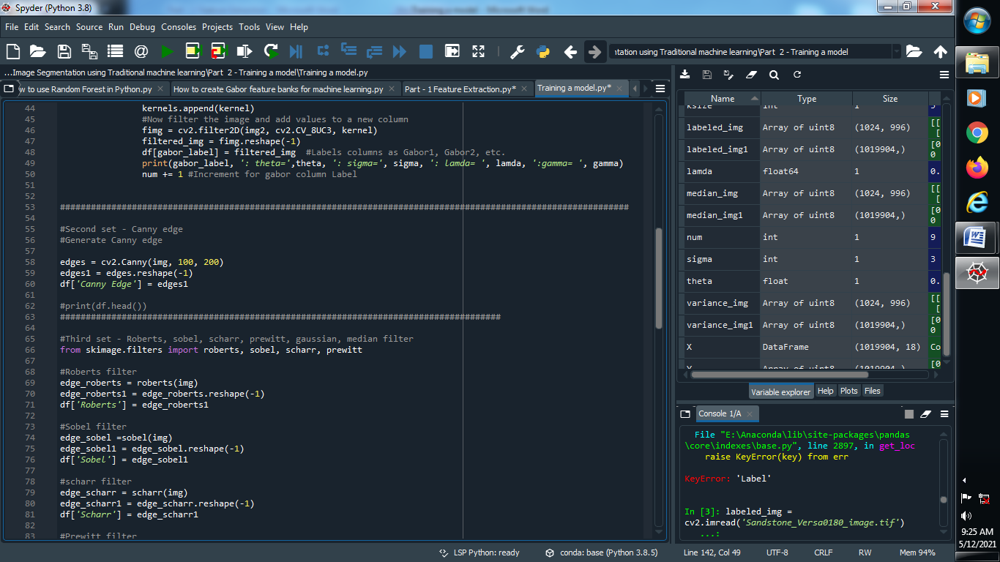 Spyder (Python 3.8)
File Edit Search Source Run Debug Consoles Projects Tools View Help
ntation using Traditional machine learning\Part 2 - Training a model
...Image Segmentation using Traditional machine learning\Part 2 - Training a model\Training a model.py
w to use Random Forest in Python.py
How to create Gabor feature banks for machine learning.py
Part - 1 Feature Extraction.py*
Training a model.py*
44 kernels.append(kernel)
45 #Now filter the image and add values to a new column
46 fimg = cv2.filter2D(img2, cv2.CV_8UC3, kernel)
47 filtered_img = fimg.reshape(-1)
48 df[gabor_label] = filtered_img #Labels columns as Gabor1, Gabor2, etc.
49 print(gabor_label, ': theta=',theta, ': sigma=', sigma, ': lamda= ', lamda, ':gamma= ', gamma)
50 num += 1 #Increment for gabor column Label
51
52
53 ###############################################################################################################
54
55 #Second set - Canny edge
56 #Generate Canny edge
57
58 edges = cv2.Canny(img, 100, 200)
59 edges1 = edges.reshape(-1)
60 df['Canny Edge'] = edges1
61
62 #print(df.head())
63 ######################################################################################
64
65 #Third set - Roberts, sobel, scharr, prewitt, gaussian, median filter
66 from skimage.filters import roberts, sobel, scharr, prewitt
67
68 #Roberts filter
69 edge_roberts = roberts(img)
70 edge_roberts1 = edge_roberts.reshape(-1)
71 df['Roberts'] = edge_roberts1
72
73 #Sobel filter
74 edge_sobel =sobel(img)
75 edge_sobel1 = edge_sobel.reshape(-1)
76 df['Sobel'] = edge_sobel1
77
78 #scharr filter
79 edge_scharr = scharr(img)
80 edge_scharr1 = edge_scharr.reshape(-1)
81 df['Scharr'] = edge_scharr1
82
83 #Prewitt filter
Name Type Size
ksize int 1 5
labeled_img Array of uint8 (1024, 996) [[ [
labeled_img1 Array of uint8 (1019904,) [0 0
lamda float64 1 0.
median_img Array of uint8 (1024, 996) [[ [
median_img1 Array of uint8 (1019904,) [0 0
num int 1 9
sigma int 1 3
theta float 1 0.
variance_img Array of uint8 (1024, 996) [[ [
variance_img1 Array of uint8 (1019904,) [0 0
X DataFrame (1019904, 18) Co
Y Array of uint8 (1019904,) [0
Variable explorer Help Plots Files
Console 1/A
File "E:\Anaconda\lib\site-packages\pandas
\core\indexes\base.py", line 2897, in get_loc
raise KeyError(key) from err
KeyError: 'Label'
In [3]: labeled_img =
cv2.imread('Sandstone_Versa0180_image.tif')
...:
LSP Python: ready
conda: base (Python 3.8.5)
Line 142, Col 49
UTF-8
CRLF
RW
Mem 94%
9:25 AM
5/12/2021